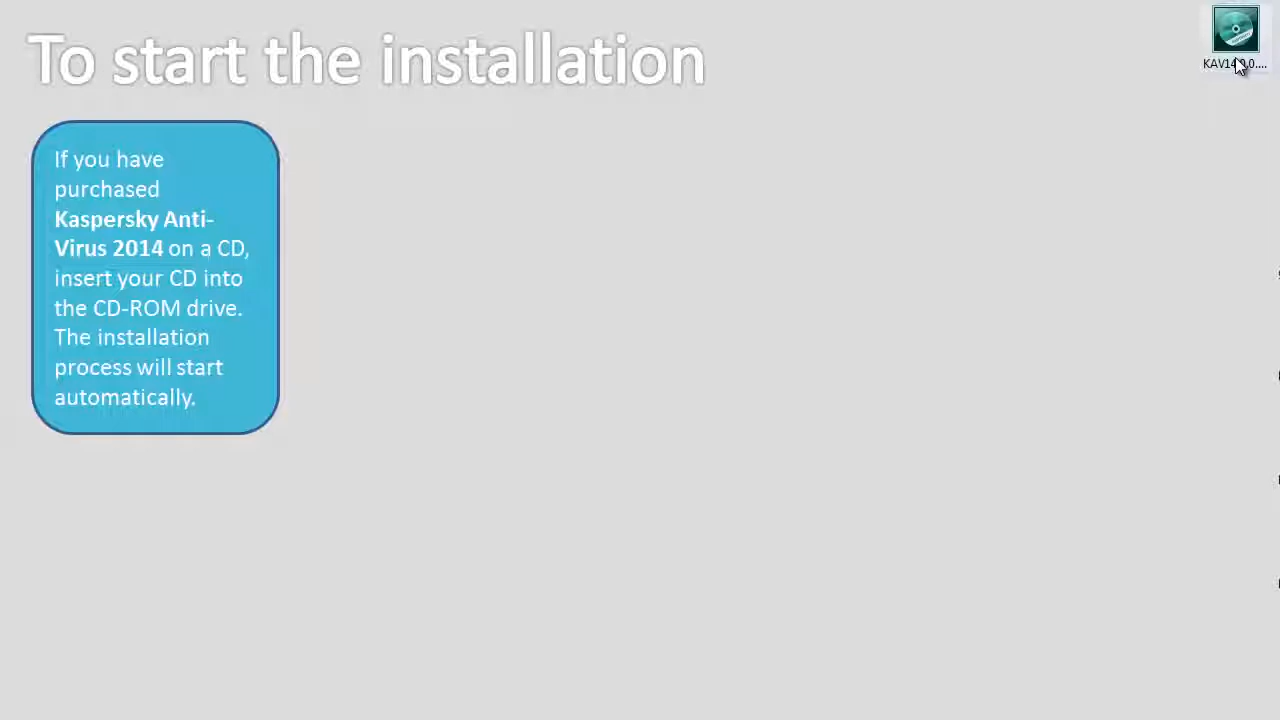 To start the installation
If you have
purchased
Kaspersky Anti-
Virus 2014 on a CD,
insert your CD into
the CD-ROM drive.
The installation
process will start
automatically.